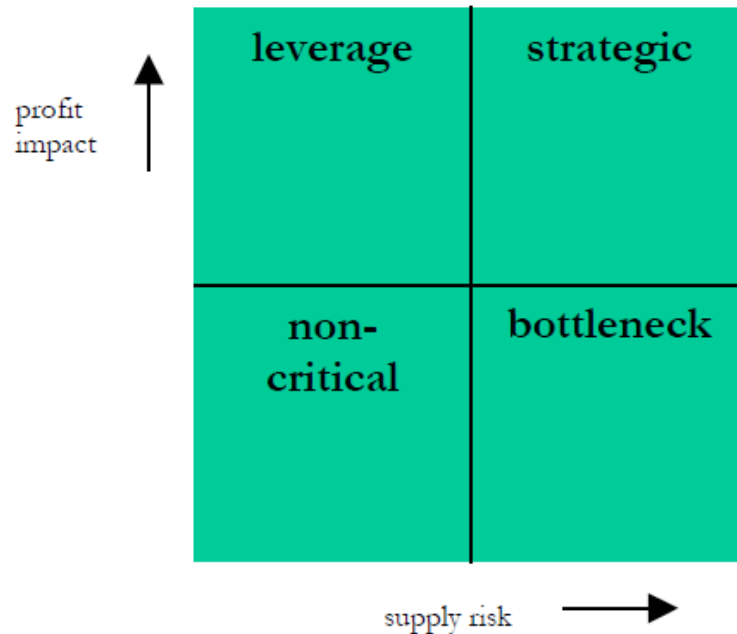 leverage
strategic
profit
impact
non-
critical
bottleneck
supply risk